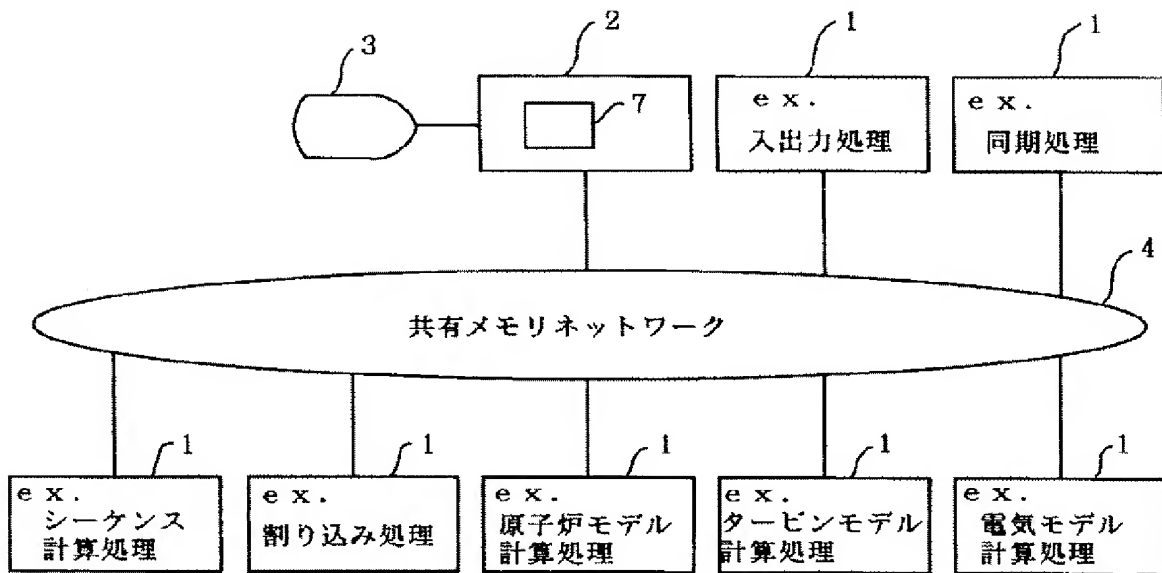 3
2
1
1
7
ex.
入出力処理
ex.
同期処理
4
共有メモリネットワーク
1
1
1
1
1
ex.
シーケンス
計算処理
ex.
割り込み処理
ex.
原子炉モデル
計算処理
ex.
タービンモデル
計算処理
ex.
電気モデル
計算処理